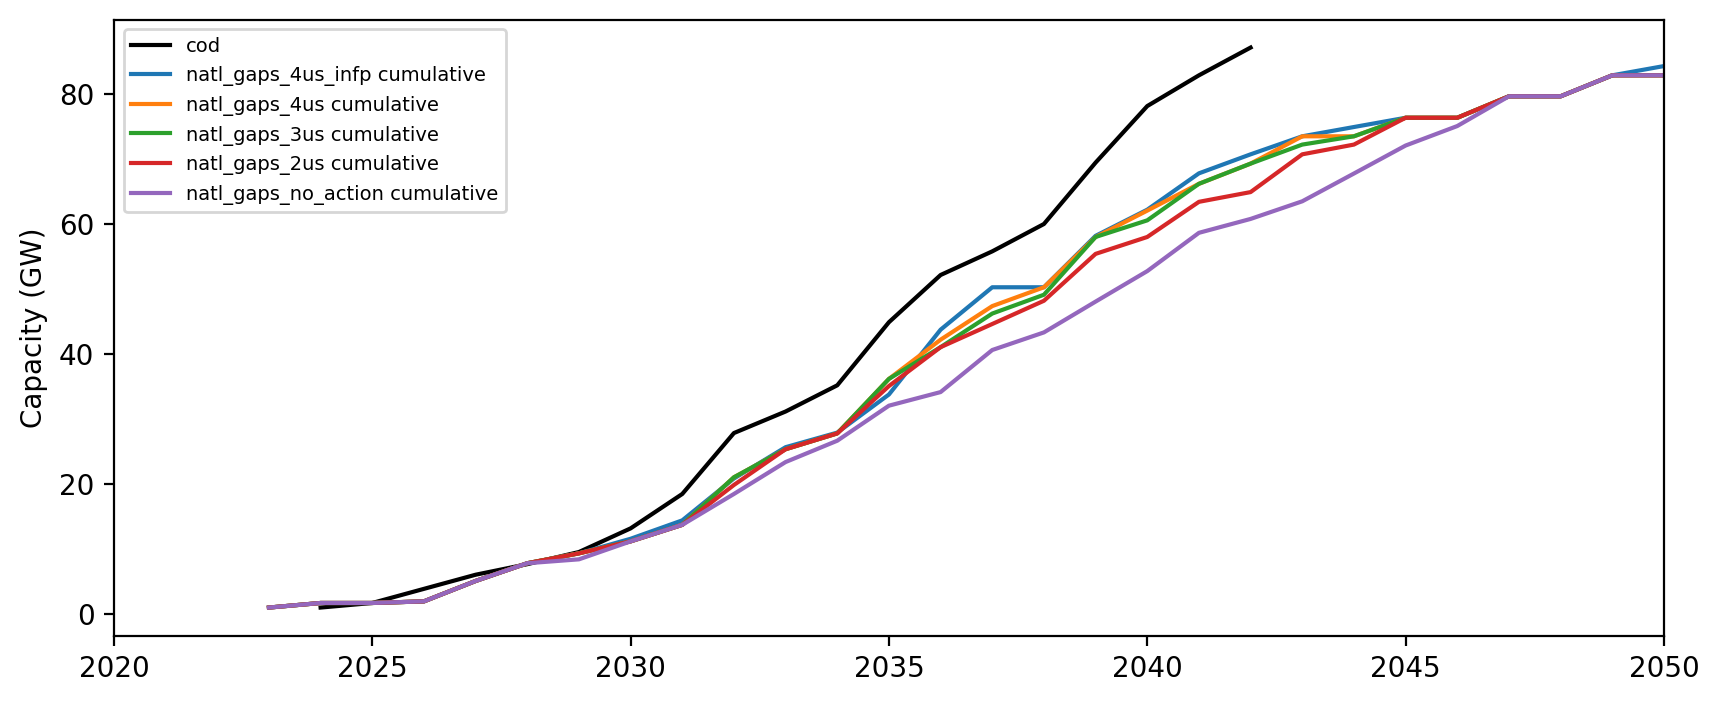 cod
natl_gaps_4us_infp cumulative
natl_gaps_4us cumulative
natl_gaps_3us cumulative
natl_gaps_2us cumulative
natl_gaps_no_action cumulative
Capacity (GW)
80
60
40
20
0
2020 2025 2030 2035 2040 2045 2050